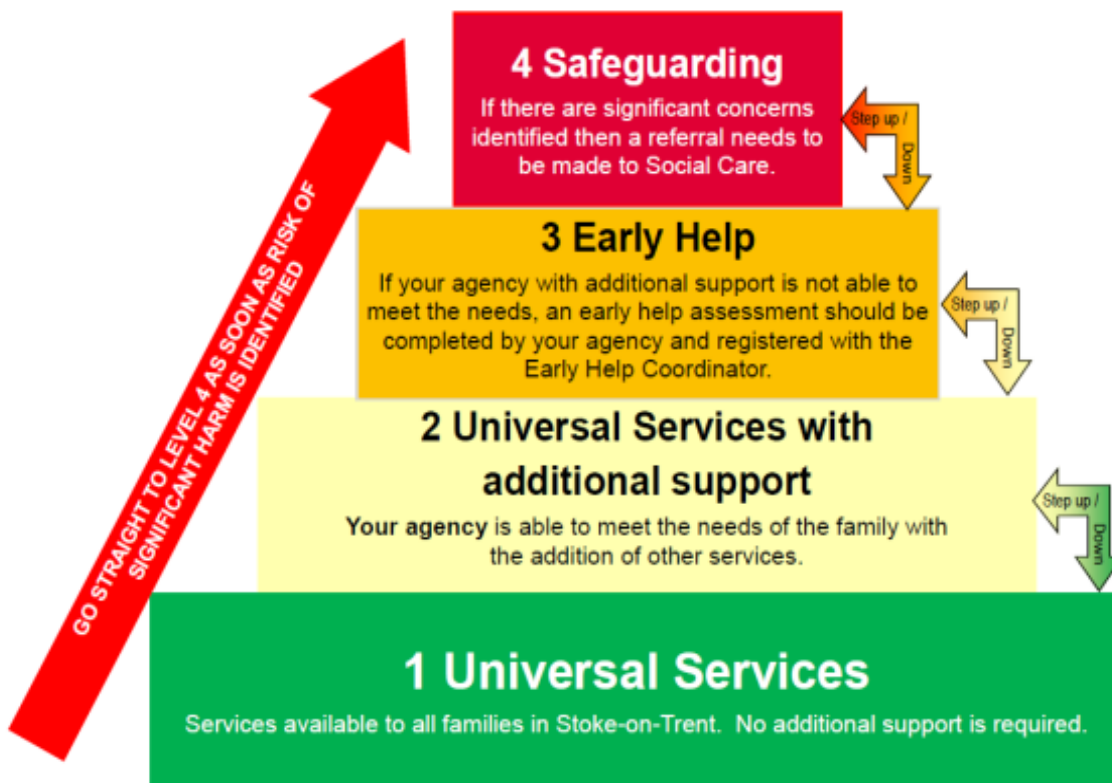 4 Safeguarding
If there are significant concerns
identified then a referral needs to
be made to Social Care.
Step up /
Down
3 Early Help
If your agency with additional support is not able to
meet the needs, an early help assessment should be
completed by your agency and registered with the
Early Help Coordinator.
Step up /
Down
2 Universal Services with
additional support
Your agency is able to meet the needs of the family with
the addition of other services.
Step up /
Down
1 Universal Services
Services available to all families in Stoke-on-Trent. No additional support is required.
GO STRAIGHT TO LEVEL 4 AS SOON AS RISK OF
SIGNIFICANT HARM IS IDENTIFIED